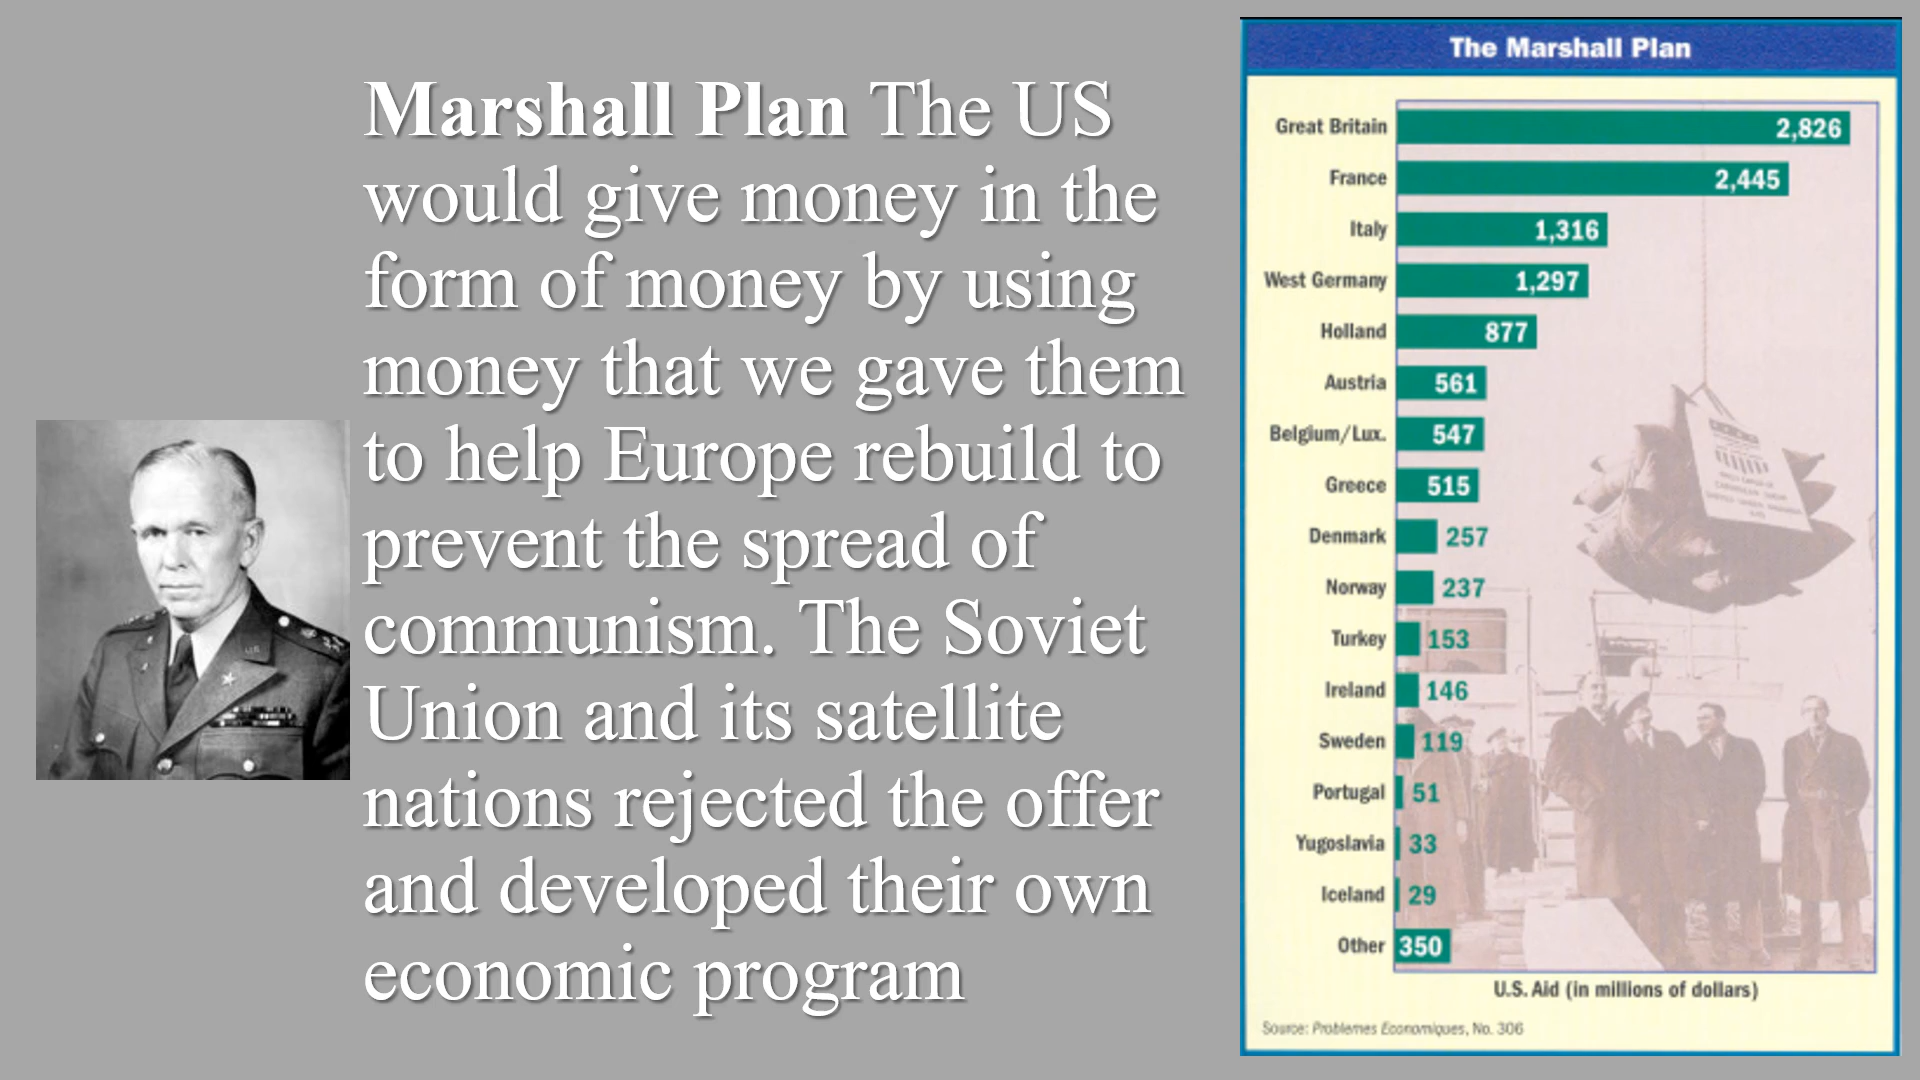 Marshall Plan The US
would give money in the
form of money by using
money that we gave them
to help Europe rebuild to
prevent the spread of
communism. The Soviet
Union and its satellite
nations rejected the offer
and developed their own
economic program
The Marshall Plan
Great Britain 2,826
France 2,445
Italy 1,316
West Germany 1,297
Holland 877
Austria 561
Belgium/Lux. 547
Greece 515
Denmark 257
Norway 237
Turkey 153
Ireland 146
Sweden 119
Portugal 51
Yugoslavia 33
Iceland 29
Other 350
U.S. Aid (in millions of dollars)
Source: Problemes Economiques, No. 306